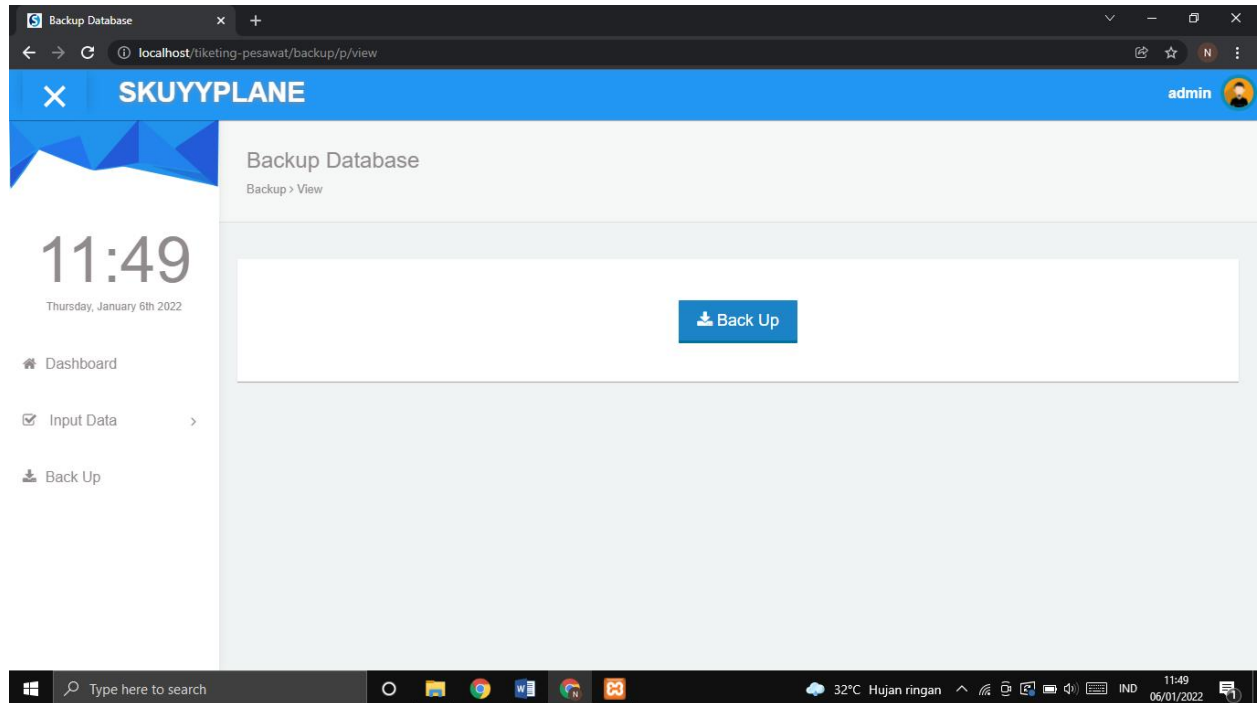 Backup Database
localhost/tiketing-pesawat/backup/p/view
N
SKUYYPLANE
admin
Backup Database
Backup > View
11:49
Thursday, January 6th 2022
Back Up
Dashboard
Input Data
Back Up
Type here to search
32°C Hujan ringan
IND
11:49
06/01/2022